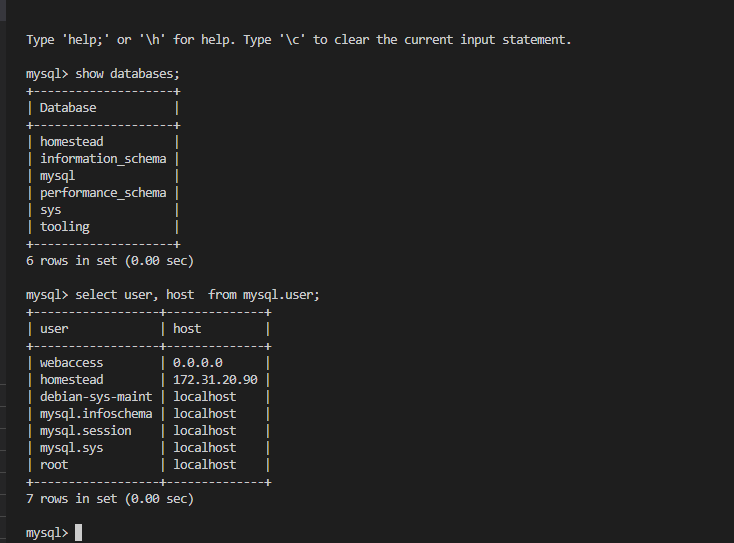 Type 'help;' or '\h' for help. Type '\c' to clear the current input statement.
mysql> show databases;
+--------------------+
| Database           |
+--------------------+
| homestead          |
| information_schema |
| mysql              |
| performance_schema |
| sys                |
| tooling            |
+--------------------+
6 rows in set (0.00 sec)
mysql> select user, host  from mysql.user;
+------------------+--------------+
| user             | host         |
+------------------+--------------+
| webaccess        | 0.0.0.0      |
| homestead        | 172.31.20.90 |
| debian-sys-maint | localhost    |
| mysql.infoschema | localhost    |
| mysql.session    | localhost    |
| mysql.sys        | localhost    |
| root             | localhost    |
+------------------+--------------+
7 rows in set (0.00 sec)
mysql>